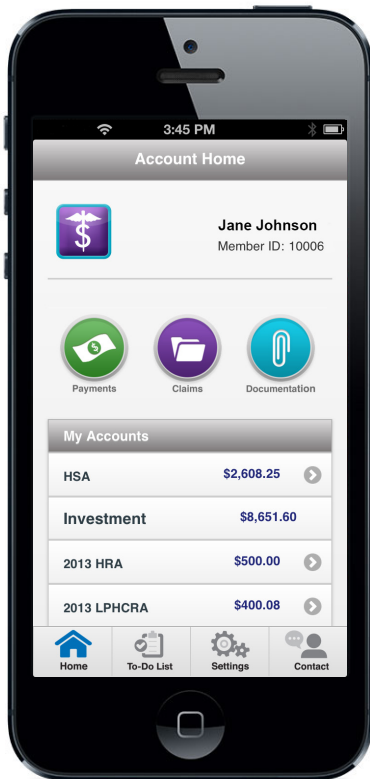 3:45 PM
Account Home
Jane Johnson
Member ID: 10006
Payments Claims Documentation
My Accounts
HSA $2,608.25
Investment $8,651.60
2013 HRA $500.00
2013 LPHCRA $400.08
Home To-Do List Settings Contact